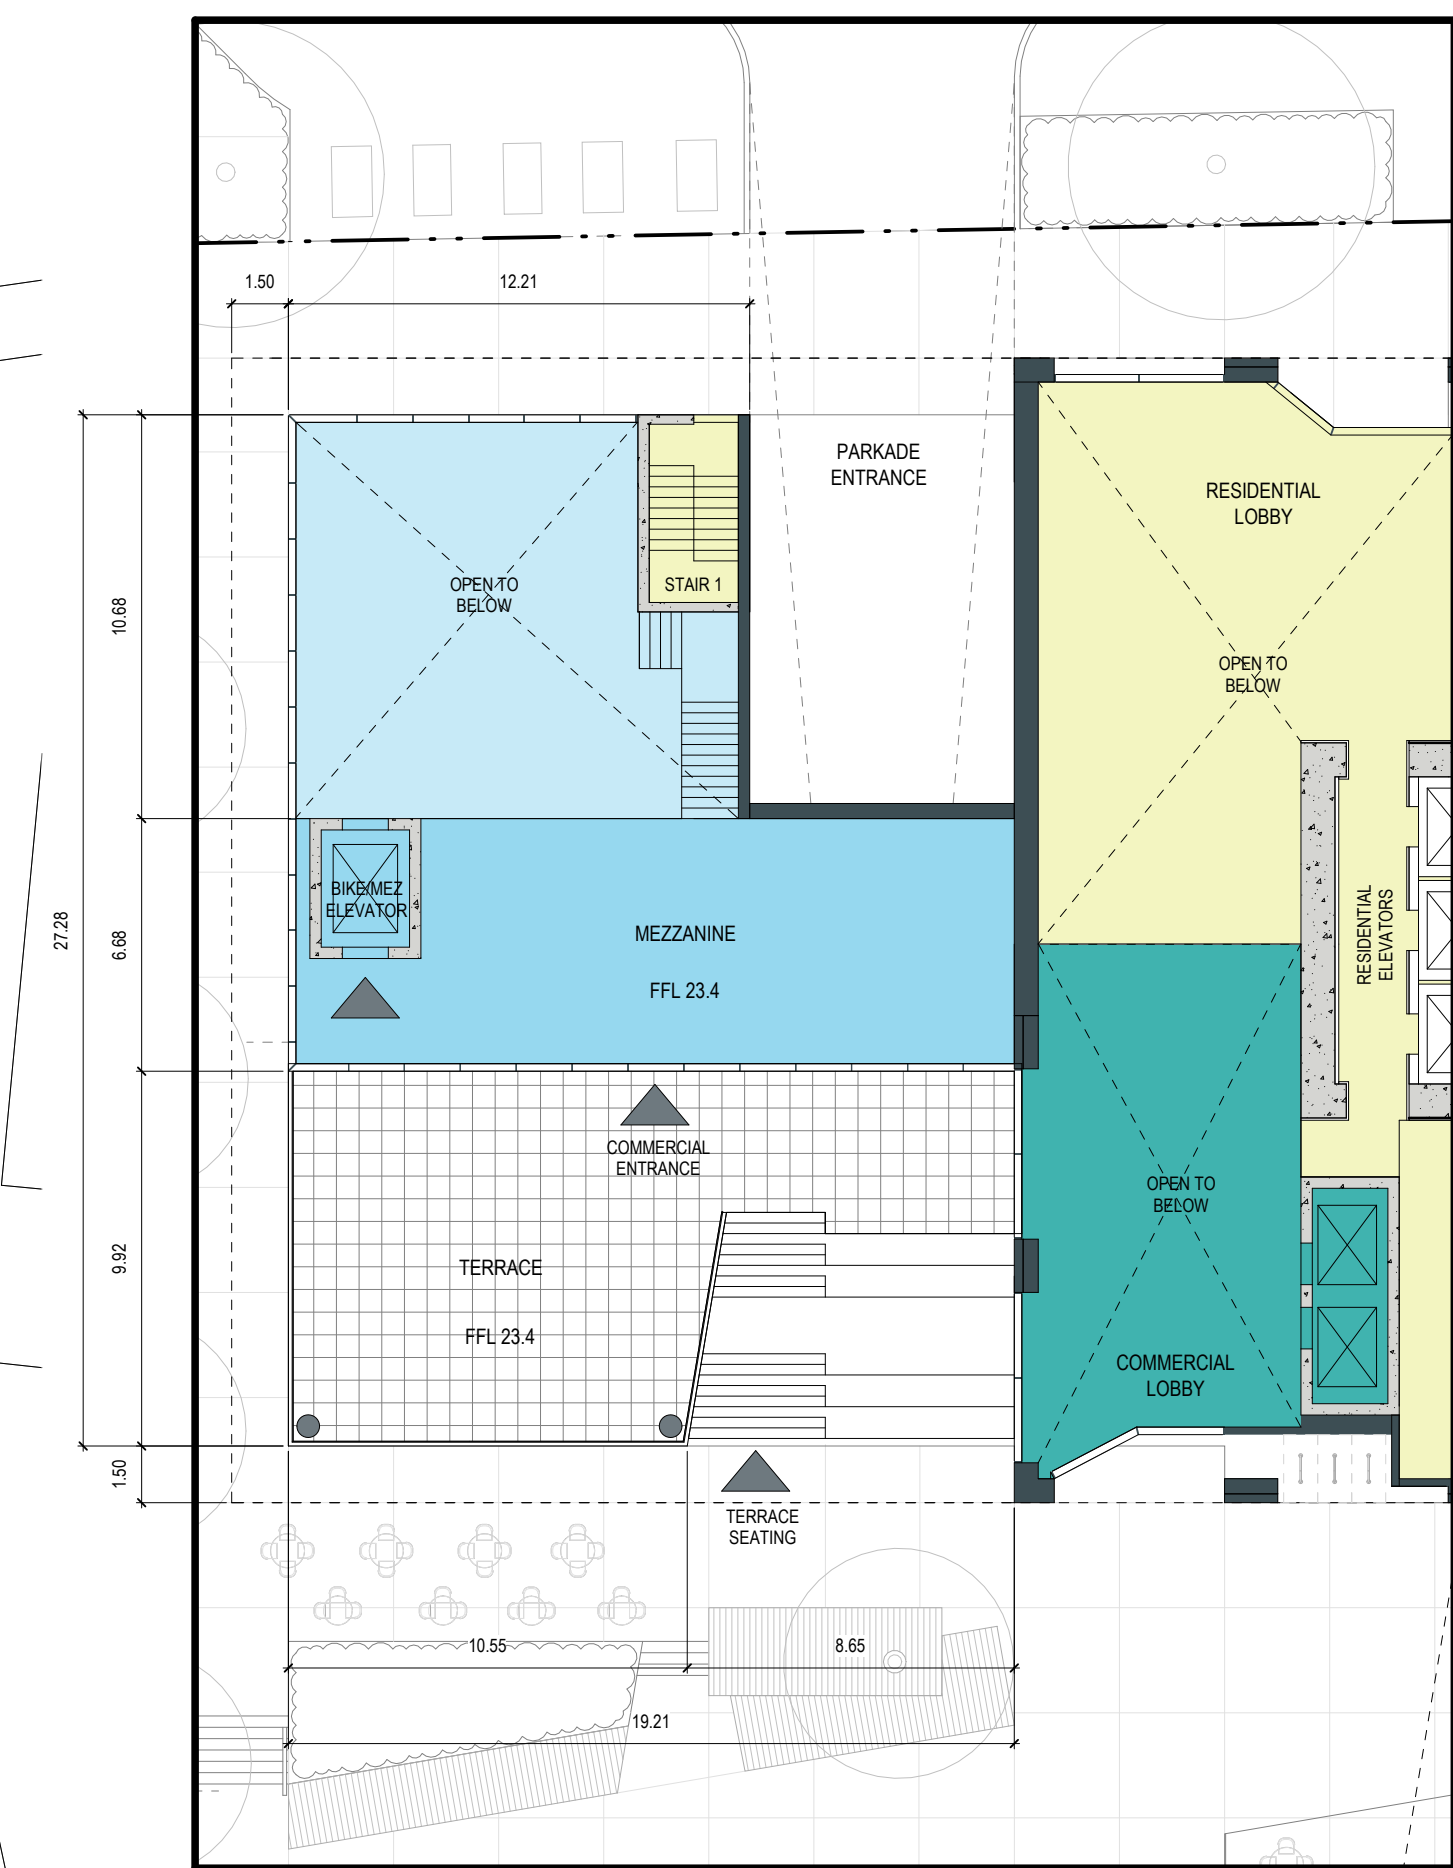 1.50
12.21
PARKADE
ENTRANCE
RESIDENTIAL
LOBBY
OPEN TO
BELOW
STAIR 1
10.68
OPEN TO
BELOW
BIKE/MEZ
ELEVATOR
MEZZANINE
FFL 23.4
RESIDENTIAL
ELEVATORS
27.28
6.68
COMMERCIAL
ENTRANCE
OPEN TO
BELOW
9.92
TERRACE
FFL 23.4
COMMERCIAL
LOBBY
1.50
TERRACE
SEATING
10.55
8.65
19.21